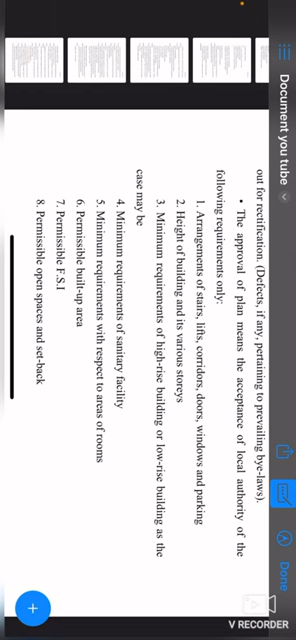 Document you tube
Done
out for rectification. (Defects, if any, pertaining to prevailing bye-laws).
• The approval of plan means the acceptance of local authority of the
following requirements only:
1. Arrangements of stairs, lifts, corridors, doors, windows and parking
2. Height of building and its various storeys
3. Minimum requirements of high-rise building or low-rise building as the
case may be
4. Minimum requirements of sanitary facility
5. Minimum requirements with respect to areas of rooms
6. Permissible built-up area
7. Permissible F.S.I
8. Permissible open spaces and set-back
V RECORDER